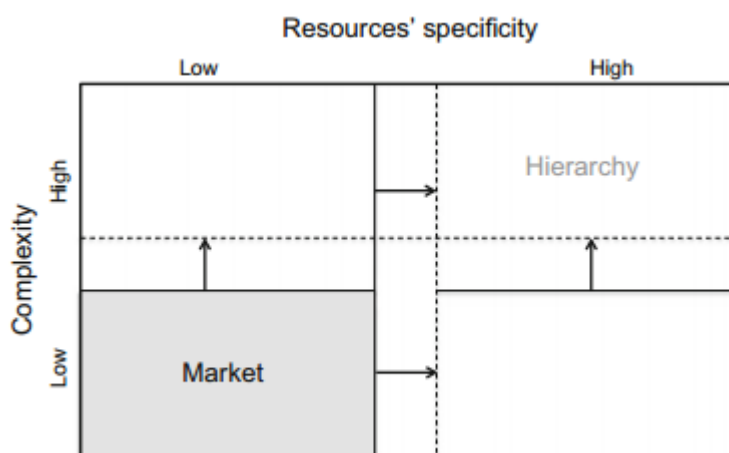 Resources’ specificity
Low
High
Complexity
High
Hierarchy
Low
Market